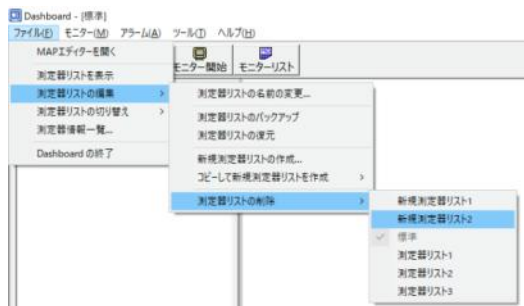 Dashboard - [標準]
ファイル(F) モニター(M) アラーム(A) ツール(T) ヘルプ(H)
MAPエディターを開く
測定器リストを表示
測定器リストの編集
測定器リストの切り替え
測定器情報一覧...
Dashboard の終了
モニター開始
モニターリスト
測定器リストの名前の変更...
測定器リストのバックアップ
測定器リストの復元
新規測定器リストの作成...
コピーして新規測定器リストを作成
測定器リストの削除
新規測定器リスト1
新規測定器リスト2
標準
測定器リスト1
測定器リスト2
測定器リスト3